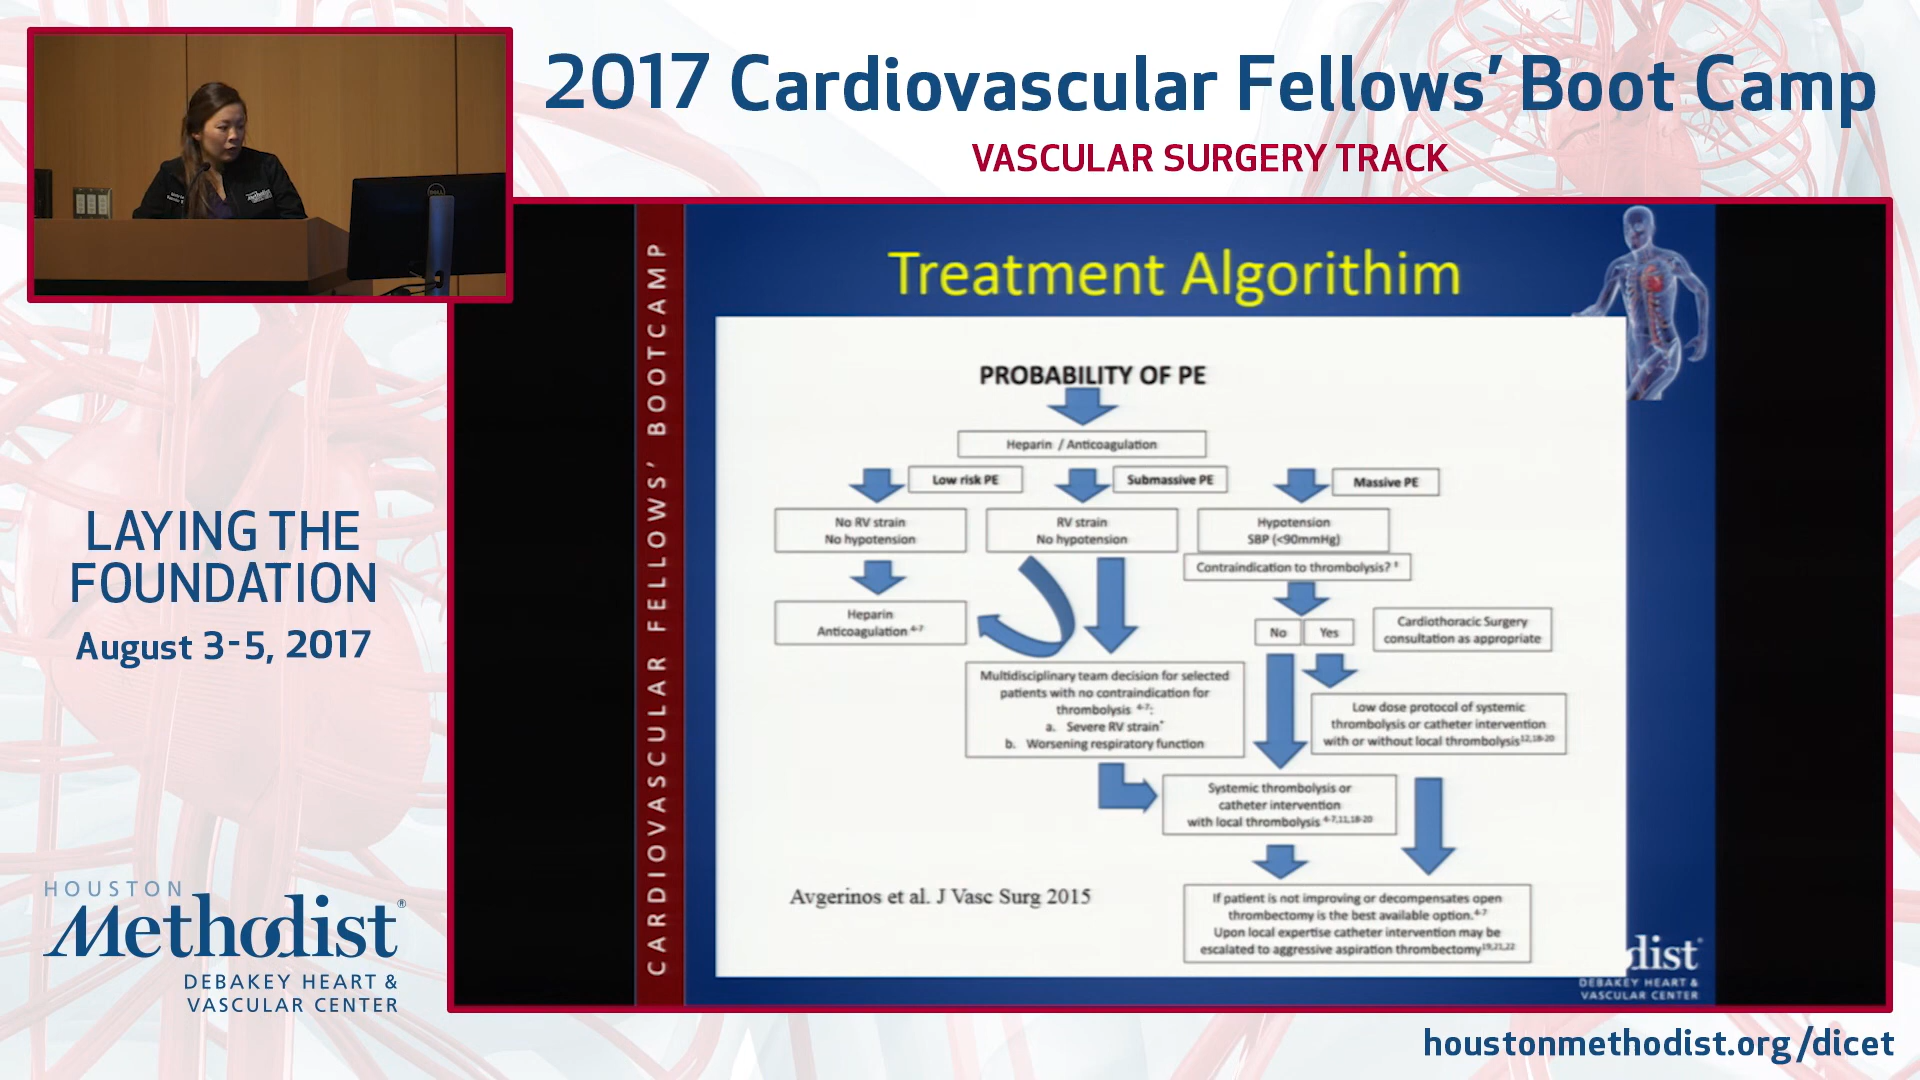 2017 Cardiovascular Fellows' Boot Camp
VASCULAR SURGERY TRACK
DELL
LAYING THE
FOUNDATION
August 3-5, 2017
HOUSTON
Methodist®
DEBAKEY HEART &
VASCULAR CENTER
CARDIOVASCULAR FELLOWS' BOOTCAMP
Treatment Algorithim
PROBABILITY OF PE
Heparin / Anticoagulation
Low risk PE
Submassive PE
Massive PE
No RV strain
No hypotension
RV strain
No hypotension
Hypotension
SBP (<90mmHg)
Contraindication to thrombolysis?
Heparin
Anticoagulation 4-7
No
Yes
Cardiothoracic Surgery
consultation as appropriate
Multidisciplinary team decision for selected
patients with no contraindication for
thrombolysis 4-7:
a. Severe RV strain*
b. Worsening respiratory function
Low dose protocol of systemic
thrombolysis or catheter intervention
with or without local thrombolysis12,18-20
Systemic thrombolysis or
catheter intervention
with local thrombolysis 4-7,11,18-20
If patient is not improving or decompensates open
thrombectomy is the best available option.4-7
Upon local expertise catheter intervention may be
escalated to aggressive aspiration thrombectomy19,21,22
Avgerinos et al. J Vasc Surg 2015
dist
DEBAKEY HEART &
VASCULAR CENTER
houstonmethodist.org/dicet